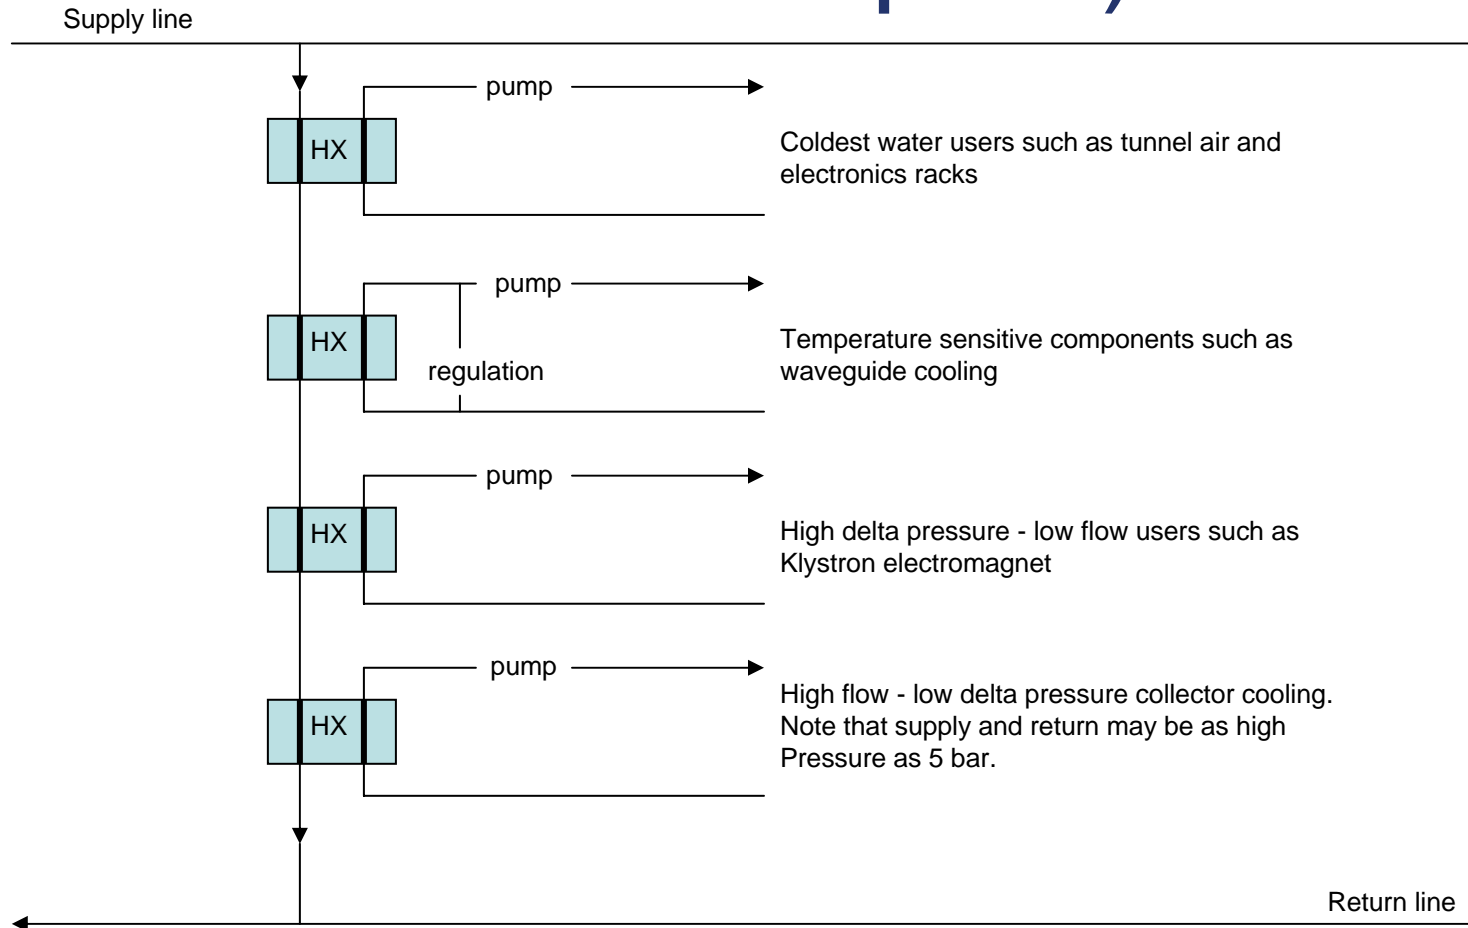 Supply line
pump
HX
Coldest water users such as tunnel air and
electronics racks
pump
HX
regulation
Temperature sensitive components such as
waveguide cooling
pump
HX
High delta pressure - low flow users such as
Klystron electromagnet
pump
HX
High flow - low delta pressure collector cooling.
Note that supply and return may be as high
Pressure as 5 bar.
Return line